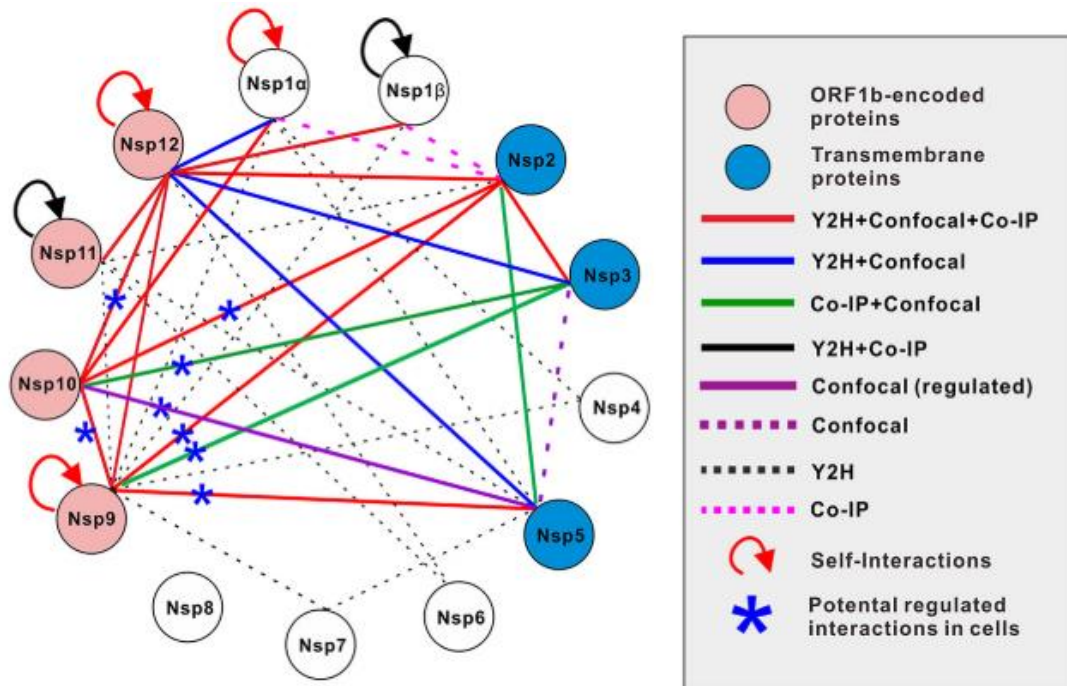 Nsp1α
Nsp1β
Nsp12
Nsp2
Nsp11
Nsp3
Nsp10
Nsp4
Nsp9
Nsp5
Nsp8
Nsp7
Nsp6
ORF1b-encoded
proteins
Transmembrane
proteins
Y2H+Confocal+Co-IP
Y2H+Confocal
Co-IP+Confocal
Y2H+Co-IP
Confocal (regulated)
Confocal
Y2H
Co-IP
Self-Interactions
Potental regulated
interactions in cells